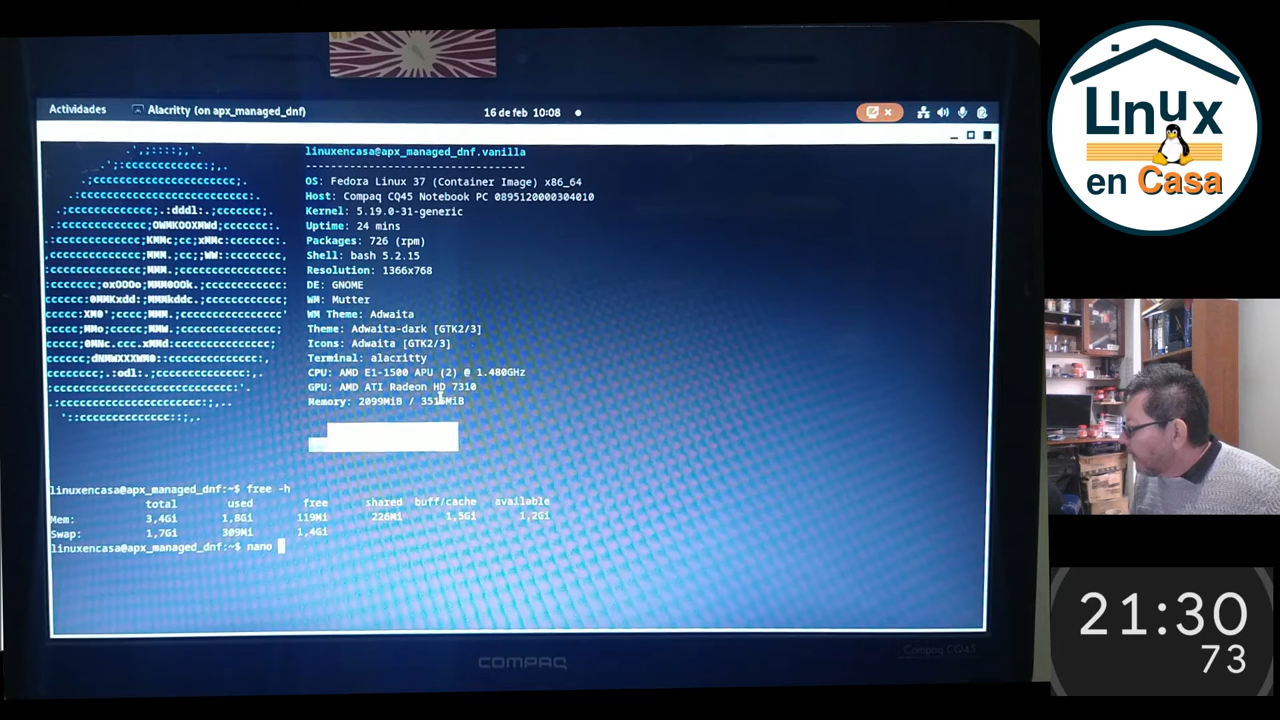 Actividades
Alacritty (on apx_managed_dnf)
16 de feb 10:08
linuxencasa@apx_managed_dnf.vanilla
-----------------------------------
OS: Fedora Linux 37 (Container Image) x86_64
Host: Compaq CQ45 Notebook PC 0895120000304010
Kernel: 5.19.0-31-generic
Uptime: 24 mins
Packages: 726 (rpm)
Shell: bash 5.2.15
Resolution: 1366x768
DE: GNOME
WM: Mutter
WM Theme: Adwaita
Theme: Adwaita-dark [GTK2/3]
Icons: Adwaita [GTK2/3]
Terminal: alacritty
CPU: AMD E1-1500 APU (2) @ 1.480GHz
GPU: AMD ATI Radeon HD 7310
Memory: 2099MiB / 3515MiB
linuxencasa@apx_managed_dnf:~$ free -h
total used free shared buff/cache available
Mem: 3,4Gi 1,8Gi 119Mi 226Mi 1,5Gi 1,2Gi
Swap: 1,7Gi 309Mi 1,4Gi
linuxencasa@apx_managed_dnf:~$ nano
COMPAQ
Compaq CQ45
Linux
en Casa
21:30
73